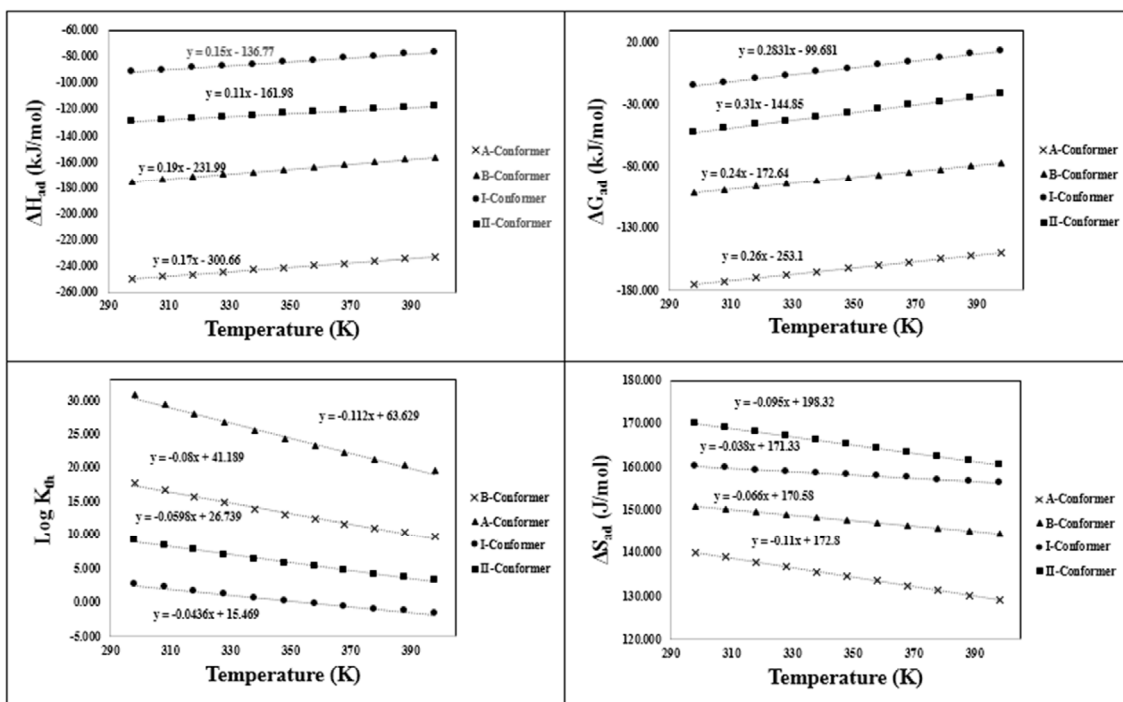 -60.000
-80.000
-100.000
-120.000
-140.000
-160.000
-180.000
-200.000
-220.000
-240.000
-260.000
290
310
330
350
370
390
ΔHad (kJ/mol)
Temperature (K)
y = 0.15x - 136.77
y = 0.11x - 161.98
y = 0.19x - 231.99
y = 0.17x - 300.66
A-Conformer
B-Conformer
I-Conformer
II-Conformer
20.000
-30.000
-80.000
-130.000
-180.000
290
310
330
350
370
390
ΔGad (kJ/mol)
Temperature (K)
y = 0.2831x - 99.681
y = 0.31x - 144.85
y = 0.24x - 172.64
y = 0.26x - 253.1
A-Conformer
B-Conformer
I-Conformer
II-Conformer
30.000
25.000
20.000
15.000
10.000
5.000
0.000
-5.000
290
310
330
350
370
390
Log Kth
Temperature (K)
y = -0.112x + 63.629
y = -0.08x + 41.189
y = -0.0598x + 26.739
y = -0.0436x + 15.469
B-Conformer
A-Conformer
I-Conformer
II-Conformer
180.000
170.000
160.000
150.000
140.000
130.000
120.000
290
310
330
350
370
390
ΔSad (J/mol)
Temperature (K)
y = -0.095x + 198.32
y = -0.038x + 171.33
y = -0.066x + 170.58
y = -0.11x + 172.8
A-Conformer
B-Conformer
I-Conformer
II-Conformer